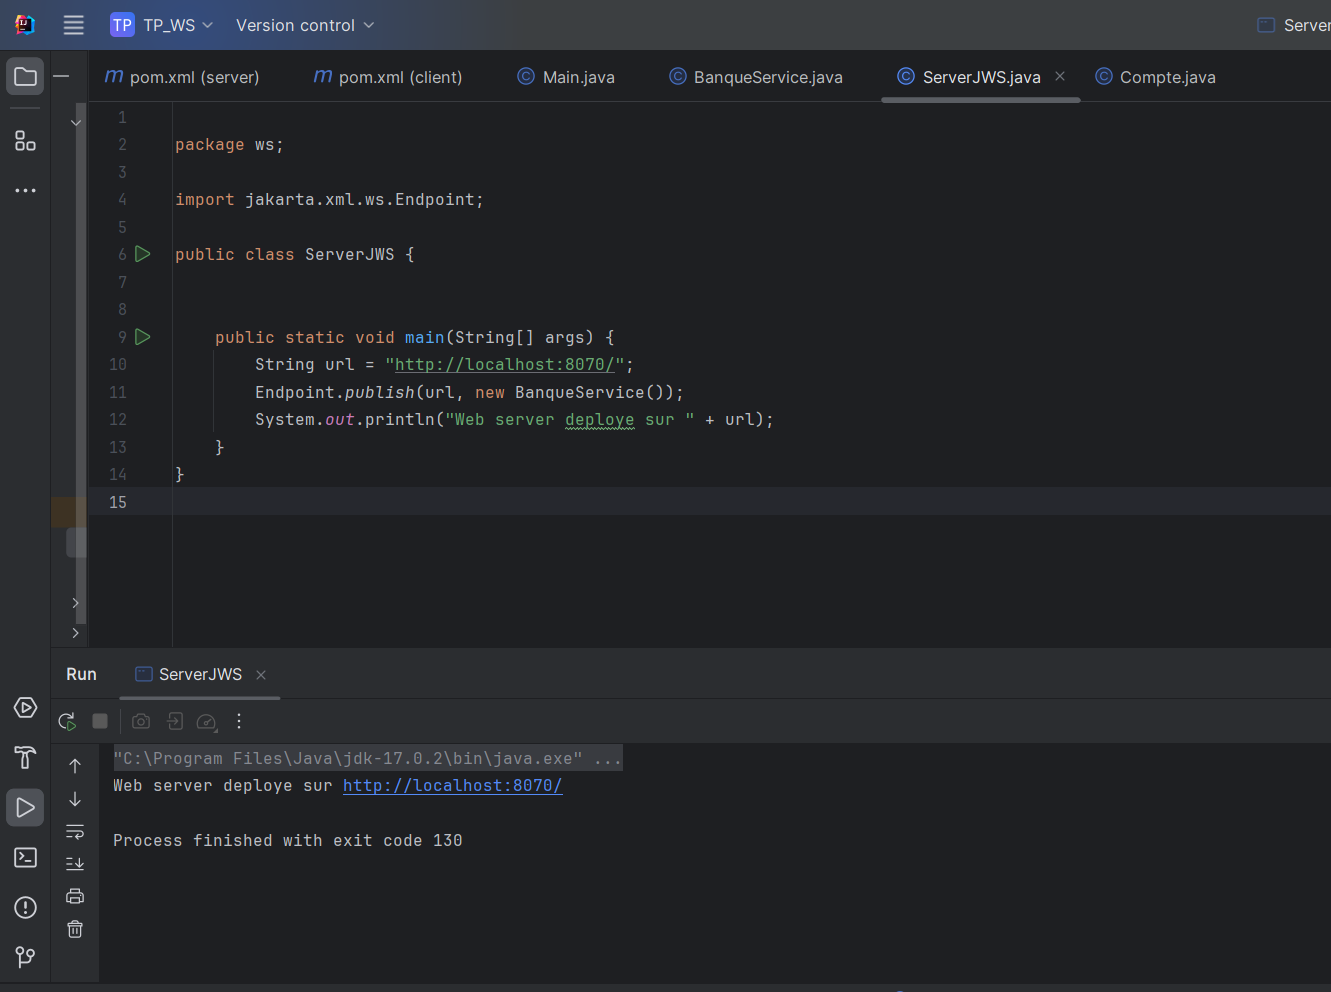 TP TP_WS Version control Server
pom.xml (server) pom.xml (client) Main.java BanqueService.java ServerJWS.java Compte.java
1
2 package ws;
3
4 import jakarta.xml.ws.Endpoint;
5
6 public class ServerJWS {
7
8
9 public static void main(String[] args) {
10 String url = "http://localhost:8070/";
11 Endpoint.publish(url, new BanqueService());
12 System.out.println("Web server deploye sur " + url);
13 }
14 }
15
Run ServerJWS
"C:\Program Files\Java\jdk-17.0.2\bin\java.exe" ...
Web server deploye sur http://localhost:8070/
Process finished with exit code 130